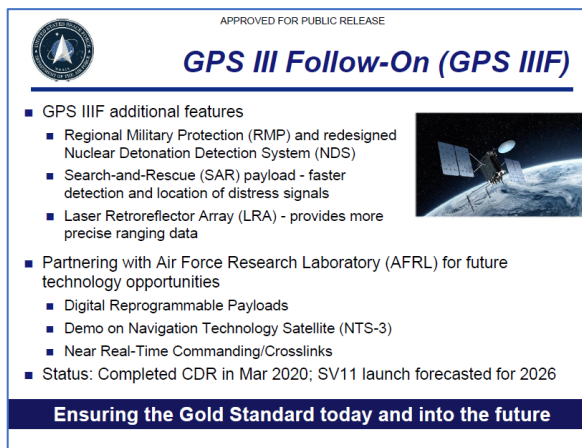 APPROVED FOR PUBLIC RELEASE
GPS III Follow-On (GPS IIIF)
■ GPS IIIF additional features
■ Regional Military Protection (RMP) and redesigned
Nuclear Detonation Detection System (NDS)
■ Search-and-Rescue (SAR) payload - faster
detection and location of distress signals
■ Laser Retroreflector Array (LRA) - provides more
precise ranging data
■ Partnering with Air Force Research Laboratory (AFRL) for future
technology opportunities
■ Digital Reprogrammable Payloads
■ Demo on Navigation Technology Satellite (NTS-3)
■ Near Real-Time Commanding/Crosslinks
■ Status: Completed CDR in Mar 2020; SV11 launch forecasted for 2026
Ensuring the Gold Standard today and into the future